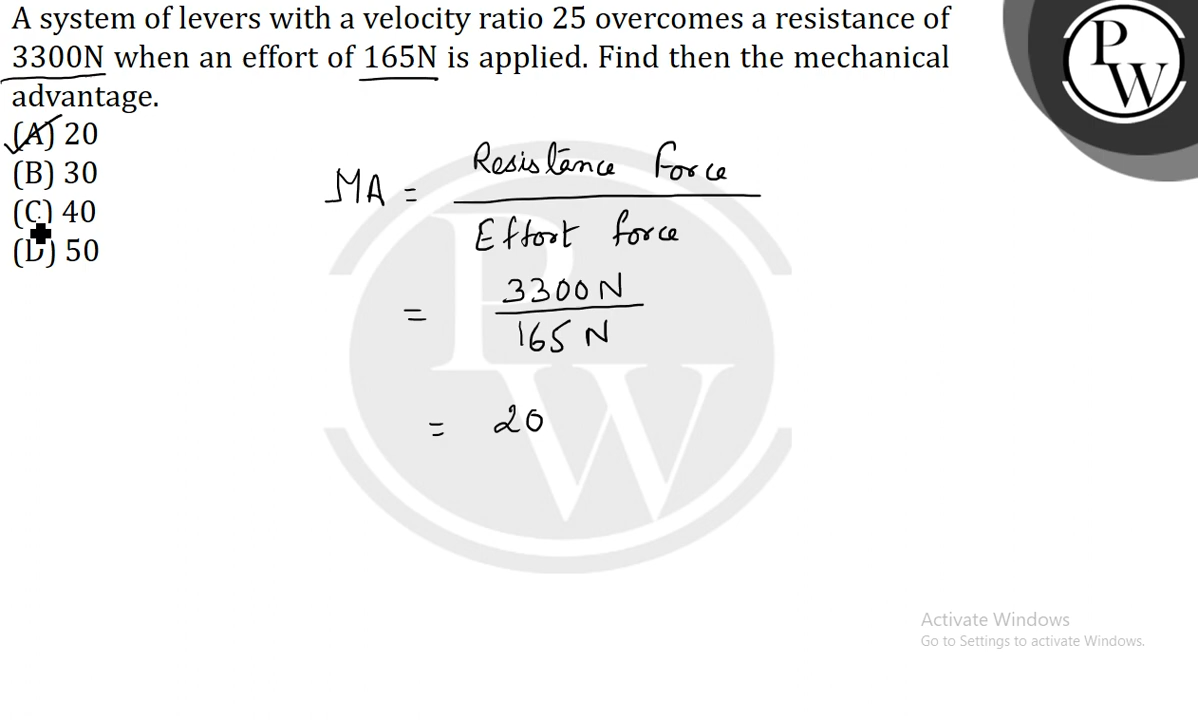 A system of levers with a velocity ratio 25 overcomes a resistance of
3300N when an effort of 165N is applied. Find then the mechanical
advantage.
(A) 20
(B) 30
(C) 40
(D) 50
MA = Resistance force
Effort force
= 3300 N
165 N
= 20
P
W
PW
Activate Windows
Go to Settings to activate Windows.